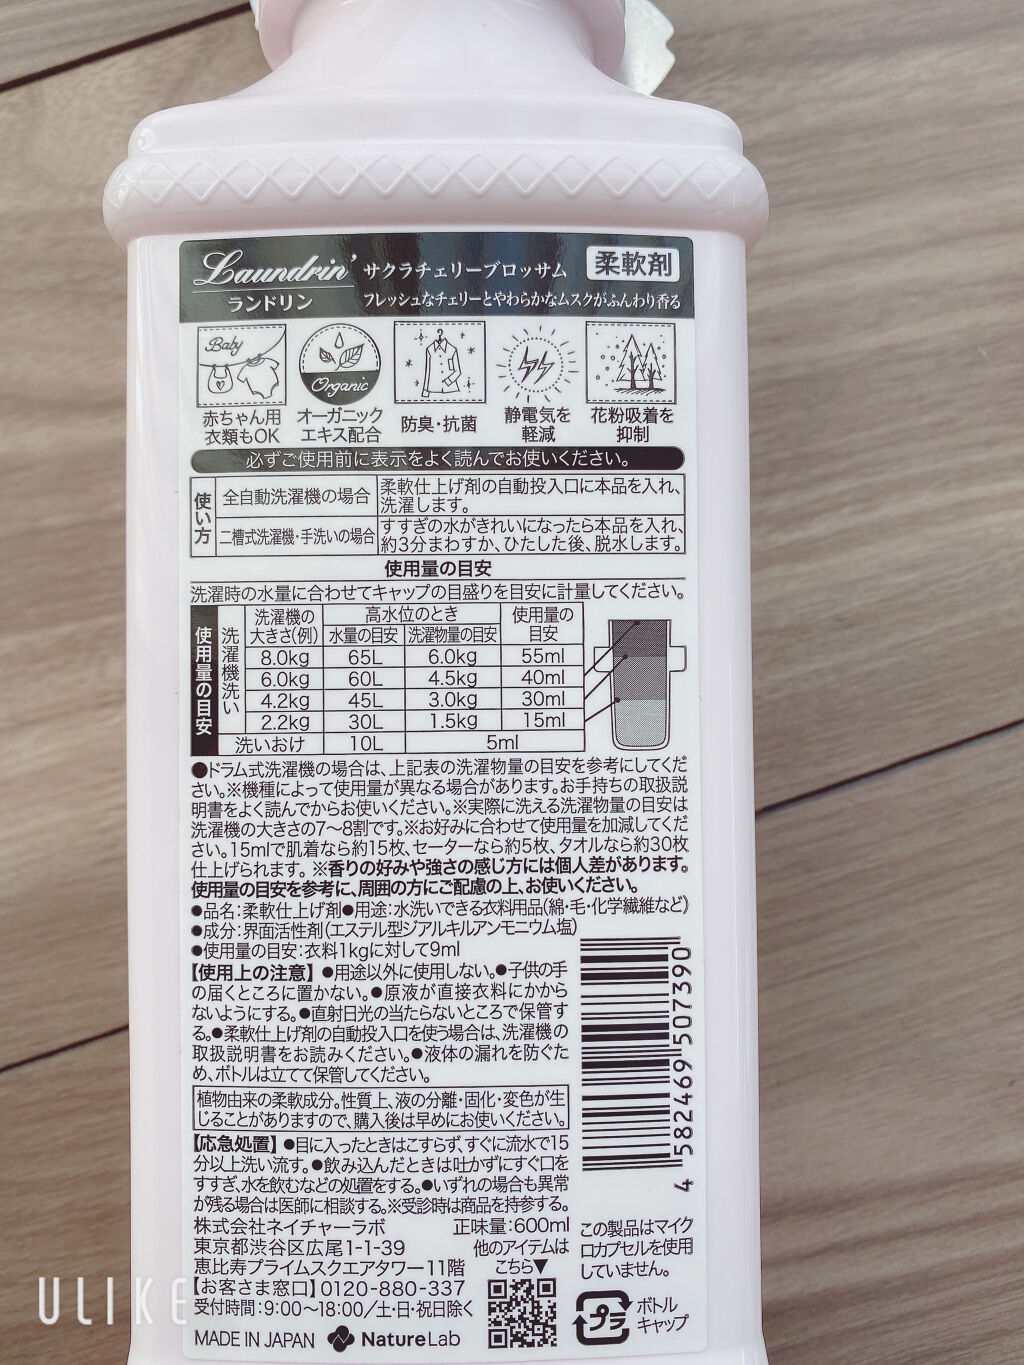 Laundrin' サクラチェリーブロッサム 柔軟剤
ランドリン フレッシュなチェリーとやわらかなムスクがふんわり香る
Baby
Organic
赤ちゃん用
衣類もOK
オーガニック
エキス配合
防臭・抗菌
静電気を
軽減
花粉吸着を
抑制
必ずご使用前に表示をよく読んでお使いください。
使い方
全自動洗濯機の場合
柔軟仕上げ剤の自動投入口に本品を入れ、
洗濯します。
二槽式洗濯機・手洗いの場合
すすぎの水がきれいになったら本品を入れ、
約3分まわすか、ひたした後、脱水します。
使用量の目安
洗濯時の水量に合わせてキャップの目盛りを目安に計量してください。
使用量の目安
洗濯機洗い
洗濯機の
大きさ(例)
高水位のとき
水量の目安 洗濯物量の目安
使用量の
目安
8.0kg 65L 6.0kg 55ml
6.0kg 60L 4.5kg 40ml
4.2kg 45L 3.0kg 30ml
2.2kg 30L 1.5kg 15ml
洗いおけ 10L 5ml
●ドラム式洗濯機の場合は、上記表の洗濯物量の目安を参考にしてくだ
さい。※機種によって使用量が異なる場合があります。お手持ちの取扱説
明書をよく読んでからお使いください。※実際に洗える洗濯物量の目安は
洗濯機の大きさの7〜8割です。※お好みに合わせて使用量を加減してくだ
さい。15mlで肌着なら約15枚、セーターなら約5枚、タオルなら約30枚
仕上げられます。※香りの好みや強さの感じ方には個人差があります。
使用量の目安を参考に、周囲の方にご配慮の上、お使いください。
●品名:柔軟仕上げ剤●用途:水洗いできる衣料用品(綿・毛・化学繊維など)
●成分:界面活性剤(エステル型ジアルキルアンモニウム塩)
●使用量の目安:衣料1kgに対して9ml
【使用上の注意】●用途以外に使用しない。●子供の手
の届くところに置かない。●原液が直接衣料にかから
ないようにする。●直射日光の当たらないところで保管す
る。●柔軟仕上げ剤の自動投入口を使う場合は、洗濯機の
取扱説明書をお読みください。●液体の漏れを防ぐた
め、ボトルは立てて保管してください。
植物由来の柔軟成分。性質上、液の分離・固化・変色が生
じることがありますので、購入後は早めにお使いください。
【応急処置】●目に入ったときはこすらず、すぐに流水で15
分以上洗い流す。●飲み込んだときは吐かずにすぐ口を
すすぎ、水を飲むなどの処置をする。●いずれの場合も異常
が残る場合は医師に相談する。※受診時は商品を持参する。
株式会社ネイチャーラボ 正味量:600ml
東京都渋谷区広尾1-1-39
恵比寿プライムスクエアタワー11階
【お客さま窓口】0120-880-337
受付時間:9:00〜18:00/土・日・祝日除く
MADE IN JAPAN NatureLab
他のアイテムは
こちら▼
4 582469 507390
この製品はマイク
ロカプセルを使用
していません。
プラ
ボトル
キャップ
ULIKE